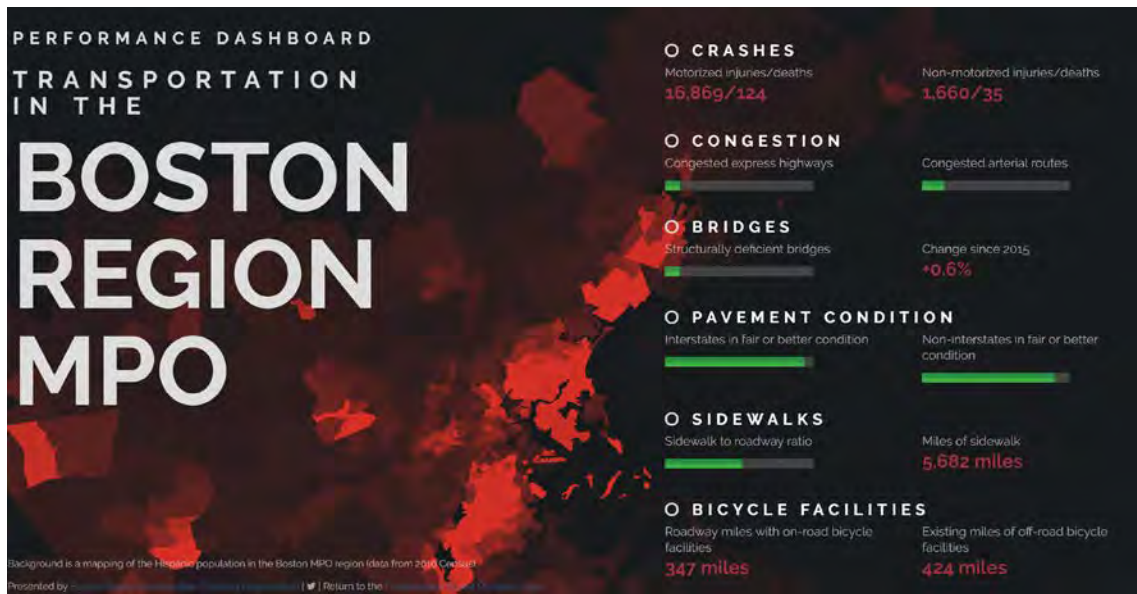 PERFORMANCE DASHBOARD
TRANSPORTATION
IN THE
BOSTON
REGION
MPO
Background is a mapping of the Hispanic population in the Boston MPO region (data from 2010 Census)
Presented by
| Return to the
CRASHES
Motorized injuries/deaths
16,869/124
Non-motorized injuries/deaths
1,660/35
CONGESTION
Congested express highways
Congested arterial routes
BRIDGES
Structurally deficient bridges
Change since 2015
+0.6%
PAVEMENT CONDITION
Interstates in fair or better condition
Non-interstates in fair or better
condition
SIDEWALKS
Sidewalk to roadway ratio
Miles of sidewalk
5,682 miles
BICYCLE FACILITIES
Roadway miles with on-road bicycle
facilities
347 miles
Existing miles of off-road bicycle
facilities
424 miles